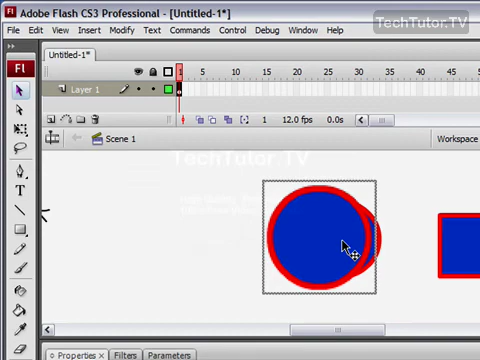 Adobe Flash CS3 Professional - [Untitled-1*]
TechTutor.TV
File Edit View Insert Modify Text Commands Control Debug Window Help
Untitled-1*
Fl
1 5 10 15 20 25 30 35 40 45 50
Layer 1
1 12.0 fps 0.0s
Scene 1
Workspace
TechTutor.TV
T
Properties × Filters Parameters